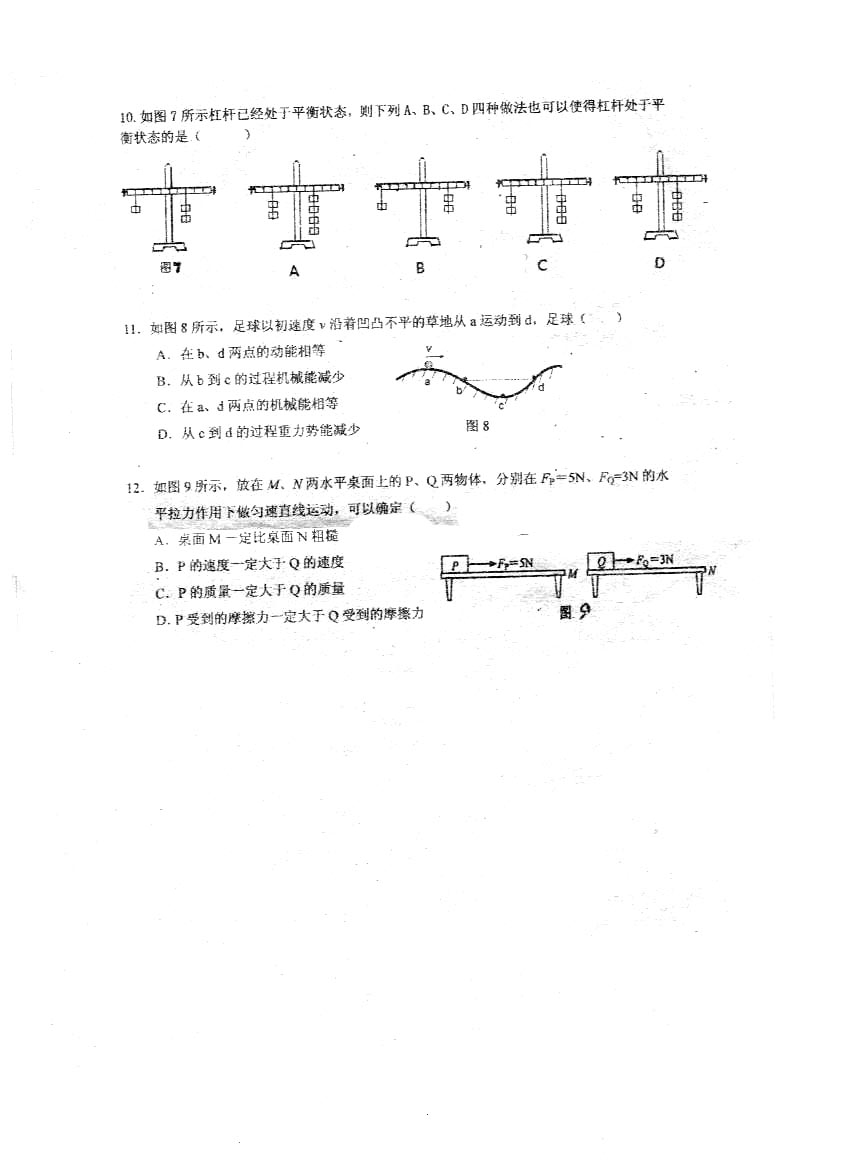 10. 如图 7 所示杠杆已经处于平衡状态，则下列 A、B、C、D 四种做法也可以使得杠杆处于平
衡状态的是（ ）
图7 A B C D
11. 如图 8 所示，足球以初速度 v 沿着凹凸不平的草地从 a 运动到 d，足球（ ）
A. 在 b、d 两点的动能相等
B. 从 b 到 c 的过程机械能减少
C. 在 a、d 两点的机械能相等
D. 从 c 到 d 的过程重力势能减少
v
a
b
c
d
图 8
12. 如图 9 所示，放在 M、N 两水平桌面上的 P、Q 两物体，分别在 FP=5N、FQ=3N 的水
平拉力作用下做匀速直线运动，可以确定（ ）
A. 桌面 M 一定比桌面 N 粗糙
B. P 的速度一定大于 Q 的速度
C. P 的质量一定大于 Q 的质量
D. P 受到的摩擦力一定大于 Q 受到的摩擦力
P FP=5N M Q FQ=3N N
图 9